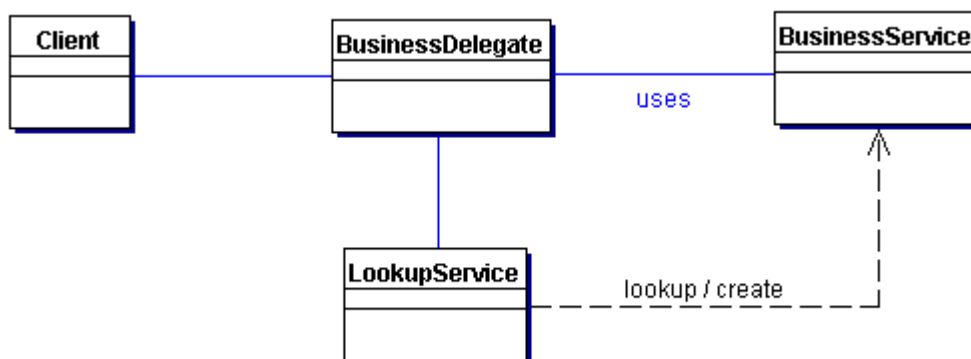 Client
BusinessDelegate
BusinessService
uses
LookupService
lookup / create